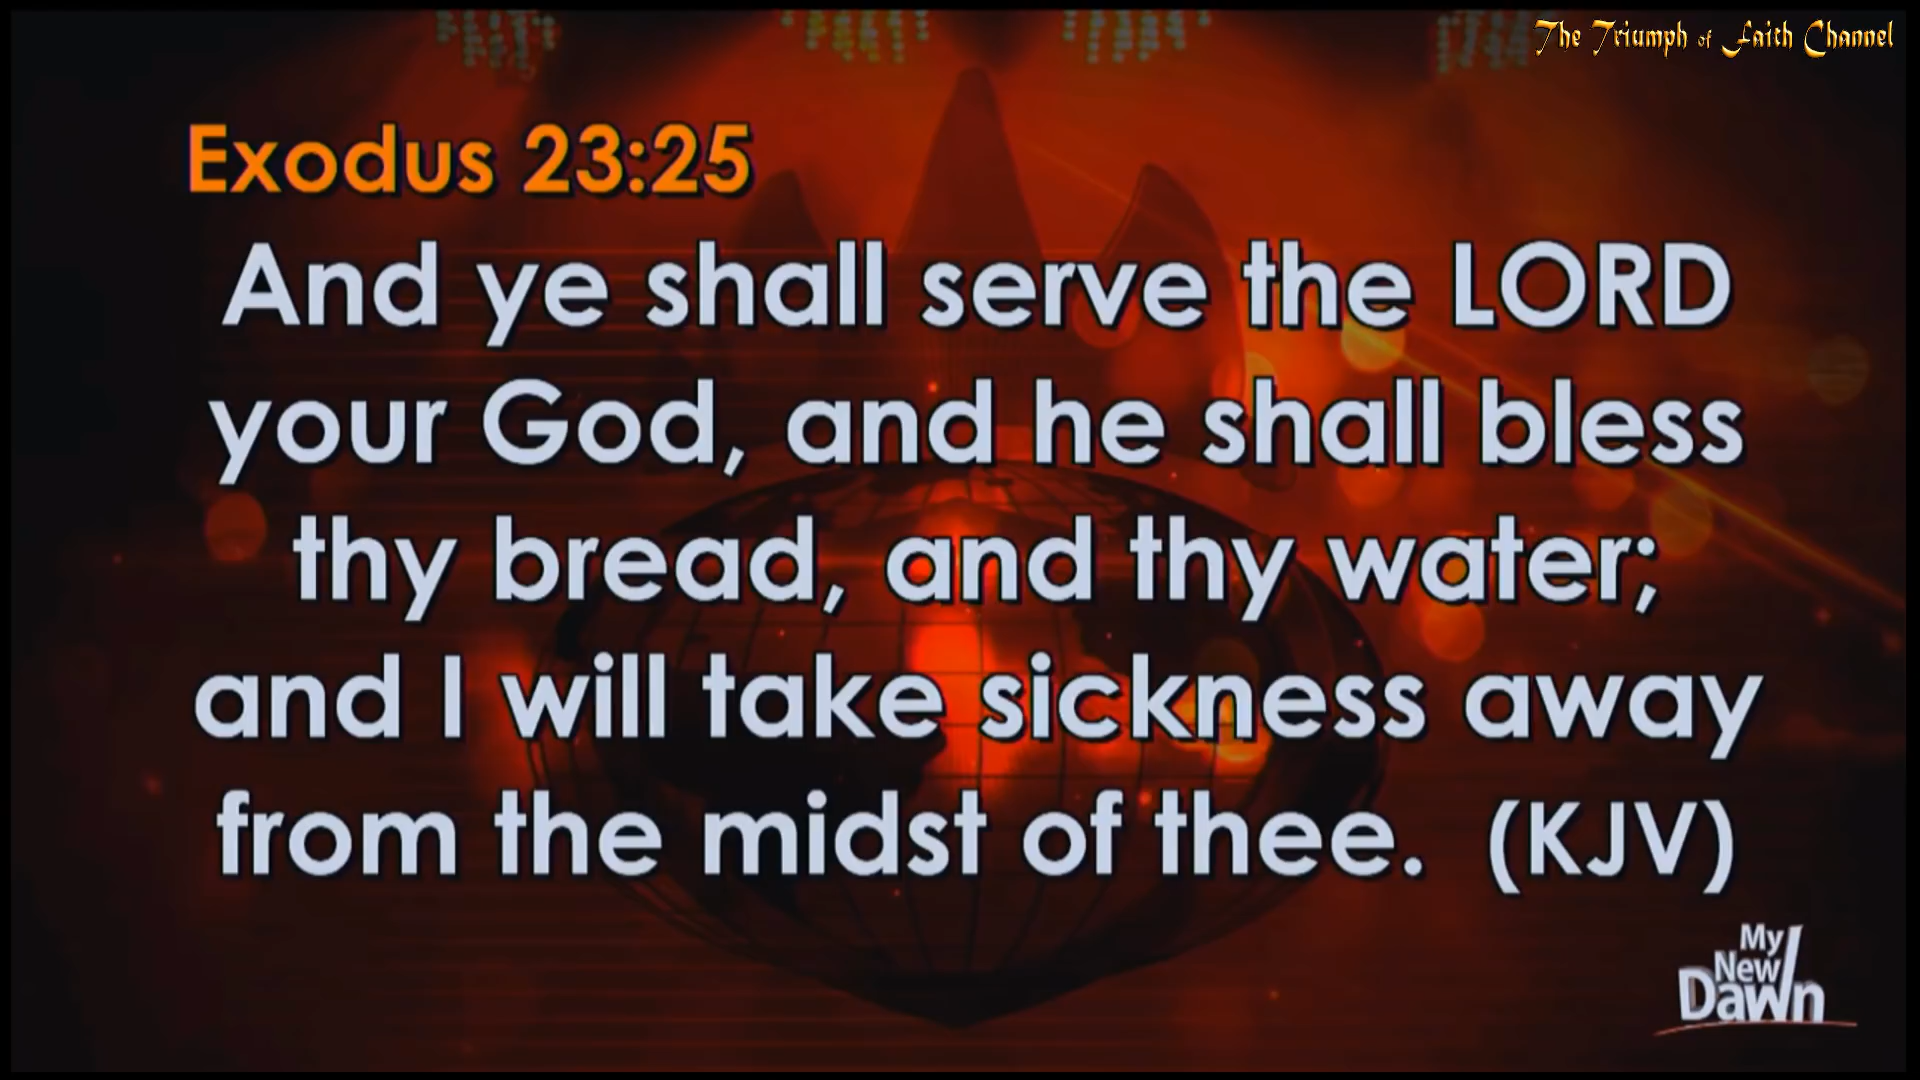 The Triumph of Faith Channel
Exodus 23:25
And ye shall serve the LORD
your God, and he shall bless
thy bread, and thy water;
and I will take sickness away
from the midst of thee. (KJV)
My
New
Dawn